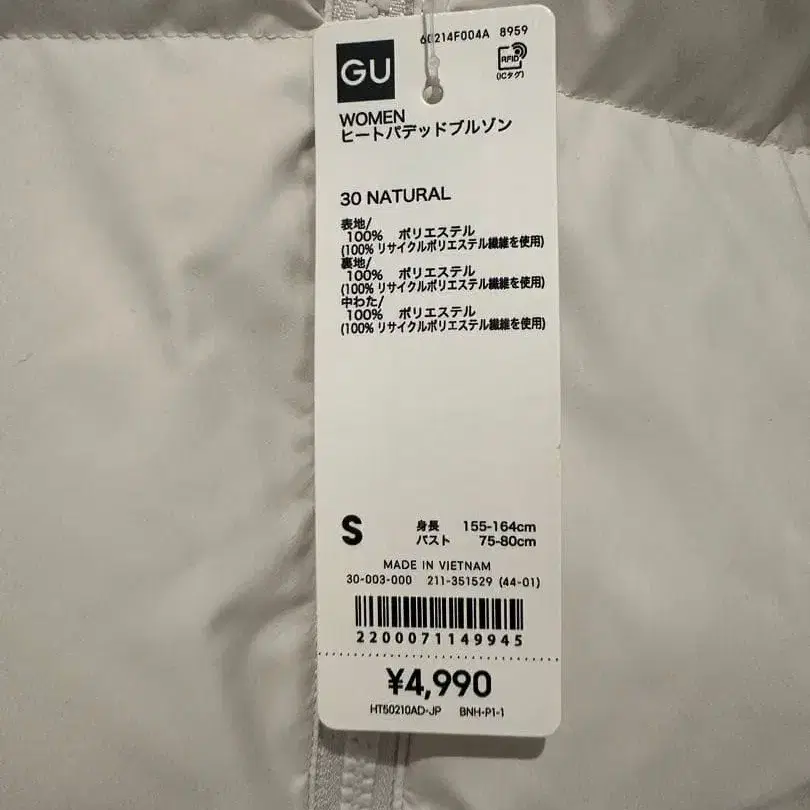 60214F004A 8959
GU
RFID
(ICタグ)
WOMEN
ヒートパデッドブルゾン
30 NATURAL
表地/
100% ポリエステル
(100% リサイクルポリエステル繊維を使用)
裏地/
100% ポリエステル
(100% リサイクルポリエステル繊維を使用)
中わた/
100% ポリエステル
(100% リサイクルポリエステル繊維を使用)
S 身長 155-164cm
バスト 75-80cm
MADE IN VIETNAM
30-003-000 211-351529 (44-01)
2200071149945
¥4,990
HT50210AD-JP BNH-P1-1